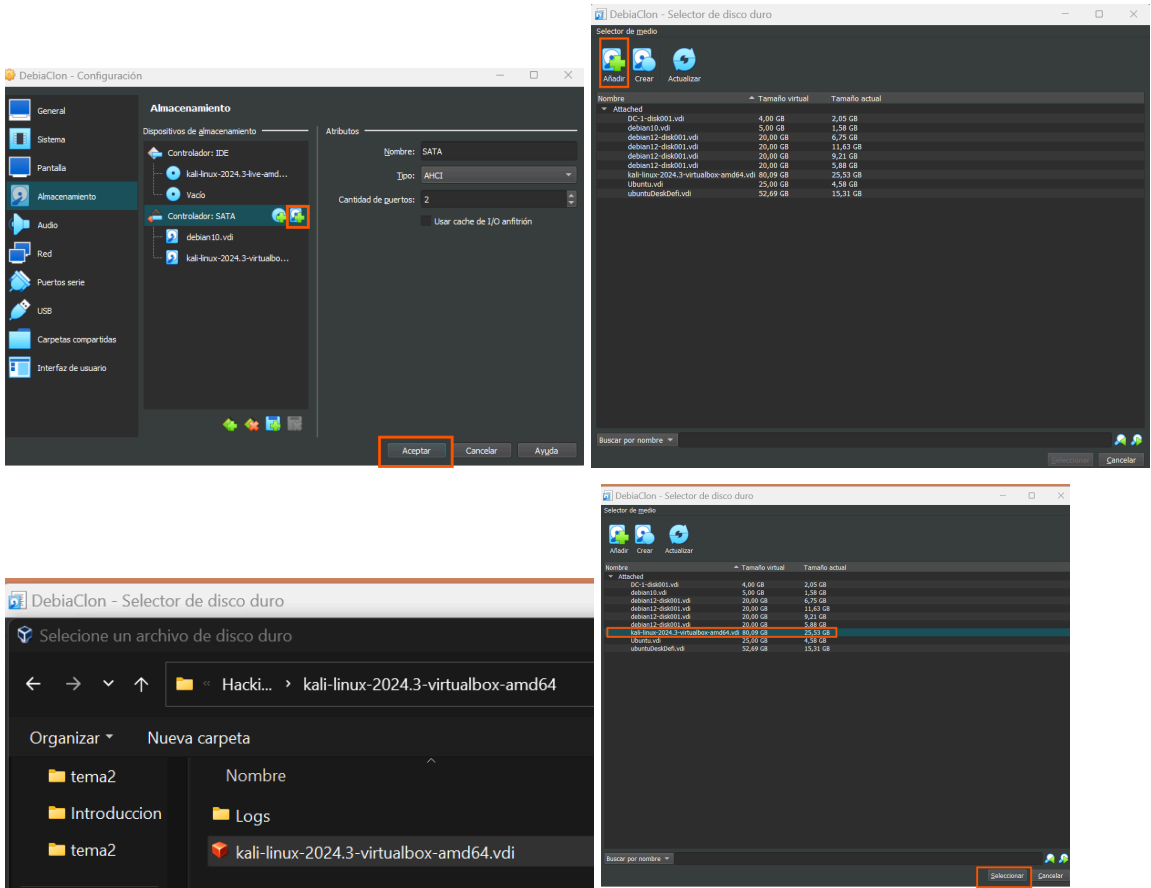 DebiaClon - Configuración
General
Sistema
Pantalla
Almacenamiento
Audio
Red
Puertos serie
USB
Carpetas compartidas
Interfaz de usuario
Almacenamiento
Dispositivos de almacenamiento
Controlador: IDE
kali-linux-2024.3-live-amd...
Vacío
Controlador: SATA
debian10.vdi
kali-linux-2024.3-virtualbo...
Atributos
Nombre: SATA
Tipo: AHCI
Cantidad de puertos: 2
Usar cache de I/O anfitrión
Aceptar Cancelar Ayuda
DebiaClon - Selector de disco duro
Selector de medio
Añadir Crear Actualizar
Nombre Tamaño virtual Tamaño actual
Attached
DC-1-disk001.vdi 4,00 GB 2,05 GB
debian10.vdi 5,00 GB 1,58 GB
debian12-disk001.vdi 20,00 GB 6,75 GB
debian12-disk001.vdi 20,00 GB 11,63 GB
debian12-disk001.vdi 20,00 GB 9,21 GB
debian12-disk001.vdi 20,00 GB 5,88 GB
kali-linux-2024.3-virtualbox-amd64.vdi 80,09 GB 25,53 GB
Ubuntu.vdi 25,00 GB 4,58 GB
ubuntuDeskDefi.vdi 52,69 GB 15,31 GB
Buscar por nombre
Seleccionar Cancelar
DebiaClon - Selector de disco duro
Selecione un archivo de disco duro
« Hacki... › kali-linux-2024.3-virtualbox-amd64
Organizar Nueva carpeta
tema2
Introduccion
tema2
Nombre
Logs
kali-linux-2024.3-virtualbox-amd64.vdi
DebiaClon - Selector de disco duro
Selector de medio
Añadir Crear Actualizar
Nombre Tamaño virtual Tamaño actual
Attached
DC-1-disk001.vdi 4,00 GB 2,05 GB
debian10.vdi 5,00 GB 1,58 GB
debian12-disk001.vdi 20,00 GB 6,75 GB
debian12-disk001.vdi 20,00 GB 11,63 GB
debian12-disk001.vdi 20,00 GB 9,21 GB
debian12-disk001.vdi 20,00 GB 5,88 GB
kali-linux-2024.3-virtualbox-amd64.vdi 80,09 GB 25,53 GB
Ubuntu.vdi 25,00 GB 4,58 GB
ubuntuDeskDefi.vdi 52,69 GB 15,31 GB
Buscar por nombre
Seleccionar Cancelar